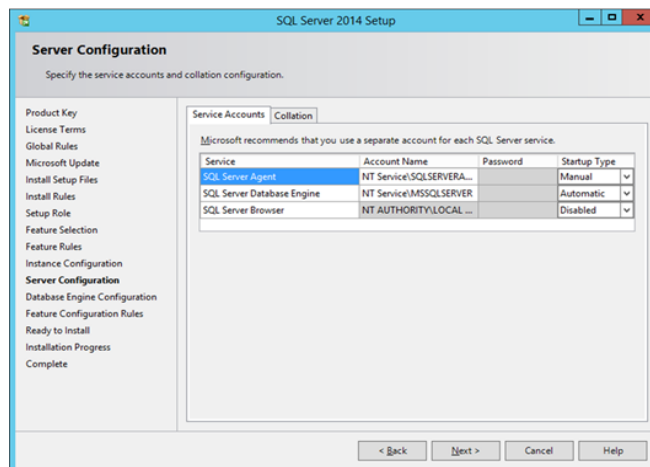 SQL Server 2014 Setup
Server Configuration
Specify the service accounts and collation configuration.
Product Key
License Terms
Global Rules
Microsoft Update
Install Setup Files
Install Rules
Setup Role
Feature Selection
Feature Rules
Instance Configuration
Server Configuration
Database Engine Configuration
Feature Configuration Rules
Ready to Install
Installation Progress
Complete
Service Accounts Collation
Microsoft recommends that you use a separate account for each SQL Server service.
Service Account Name Password Startup Type
SQL Server Agent NT Service\SQLSERVERA... Manual
SQL Server Database Engine NT Service\MSSQLSERVER Automatic
SQL Server Browser NT AUTHORITY\LOCAL ... Disabled
< Back Next > Cancel Help